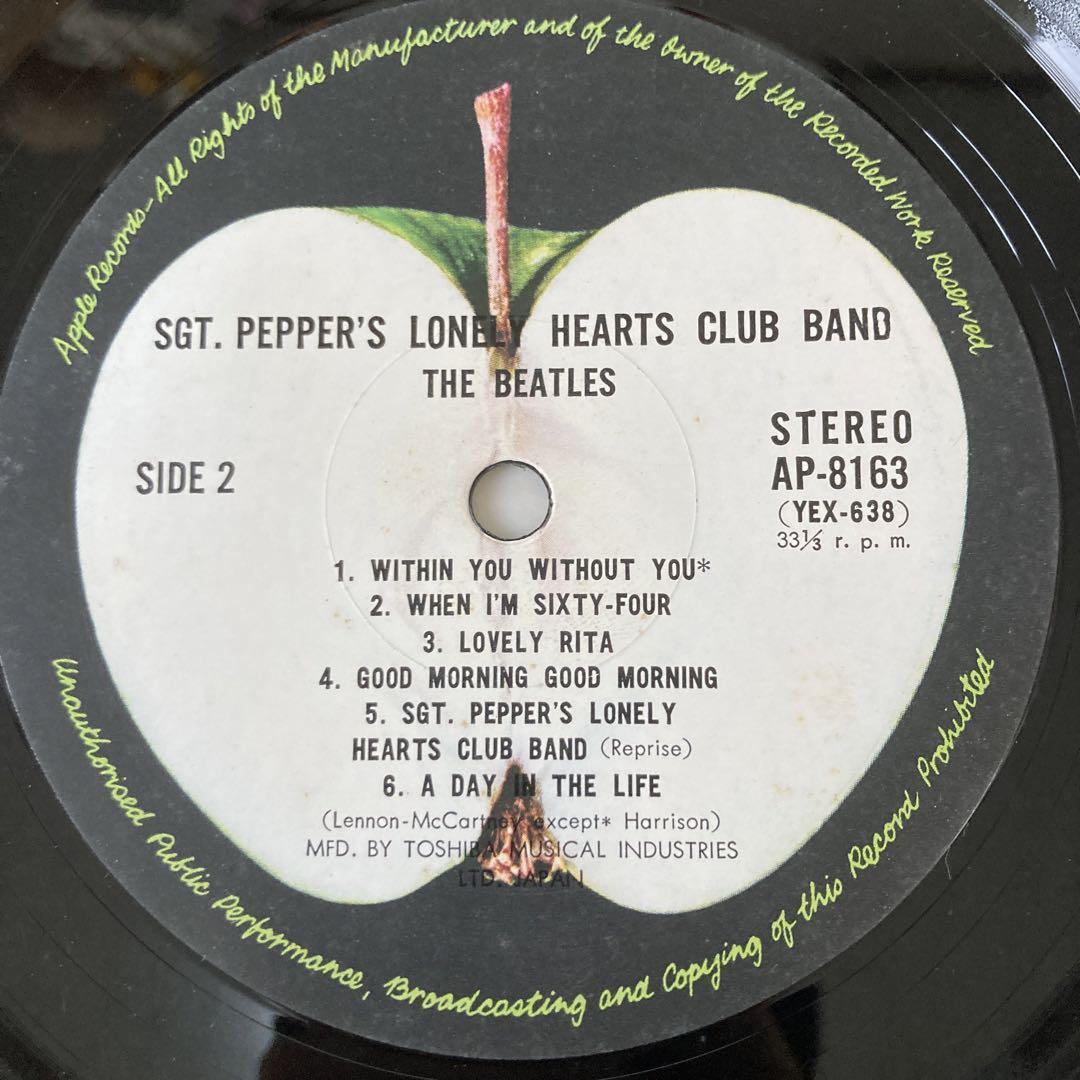 Apple Records—All Rights of the Manufacturer and of the Owner of the Recorded Work Reserved
SGT. PEPPER'S LONELY HEARTS CLUB BAND
THE BEATLES
SIDE 2
STEREO
AP-8163
(YEX-638)
33⅓ r. p. m.
1. WITHIN YOU WITHOUT YOU*
2. WHEN I'M SIXTY-FOUR
3. LOVELY RITA
4. GOOD MORNING GOOD MORNING
5. SGT. PEPPER'S LONELY
HEARTS CLUB BAND (Reprise)
6. A DAY IN THE LIFE
(Lennon-McCartney except* Harrison)
MFD. BY TOSHIBA MUSICAL INDUSTRIES
LTD. JAPAN
Unauthorised Public Performance, Broadcasting and Copying of this Record Prohibited